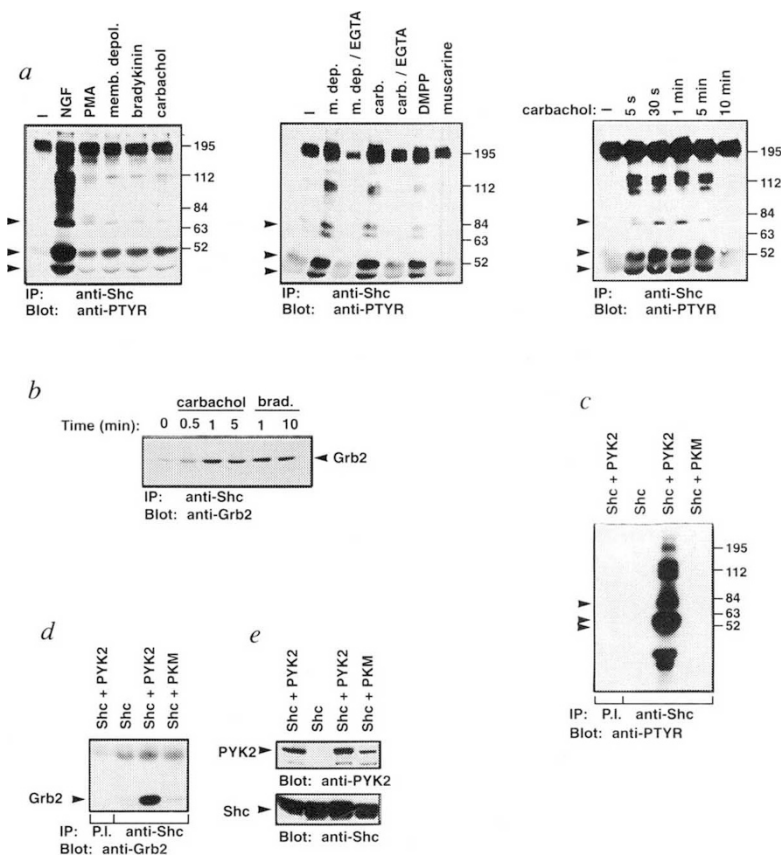 a
–
NGF
PMA
memb. depol.
bradykinin
carbachol
195
112
84
63
52
IP: anti-Shc
Blot: anti-PTYR
–
m. dep.
m. dep. / EGTA
carb.
carb. / EGTA
DMPP
muscarine
195
112
84
63
52
IP: anti-Shc
Blot: anti-PTYR
carbachol:
–
5 s
30 s
1 min
5 min
10 min
195
112
84
63
52
IP: anti-Shc
Blot: anti-PTYR
b
carbachol brad.
Time (min): 0 0.5 1 5 1 10
Grb2
IP: anti-Shc
Blot: anti-Grb2
c
Shc + PYK2
Shc
Shc + PYK2
Shc + PKM
195
112
84
63
52
IP: P.I. anti-Shc
Blot: anti-PTYR
d
Shc + PYK2
Shc
Shc + PYK2
Shc + PKM
Grb2
IP: P.I. anti-Shc
Blot: anti-Grb2
e
Shc + PYK2
Shc
Shc + PYK2
Shc + PKM
PYK2
Blot: anti-PYK2
Shc
Blot: anti-Shc